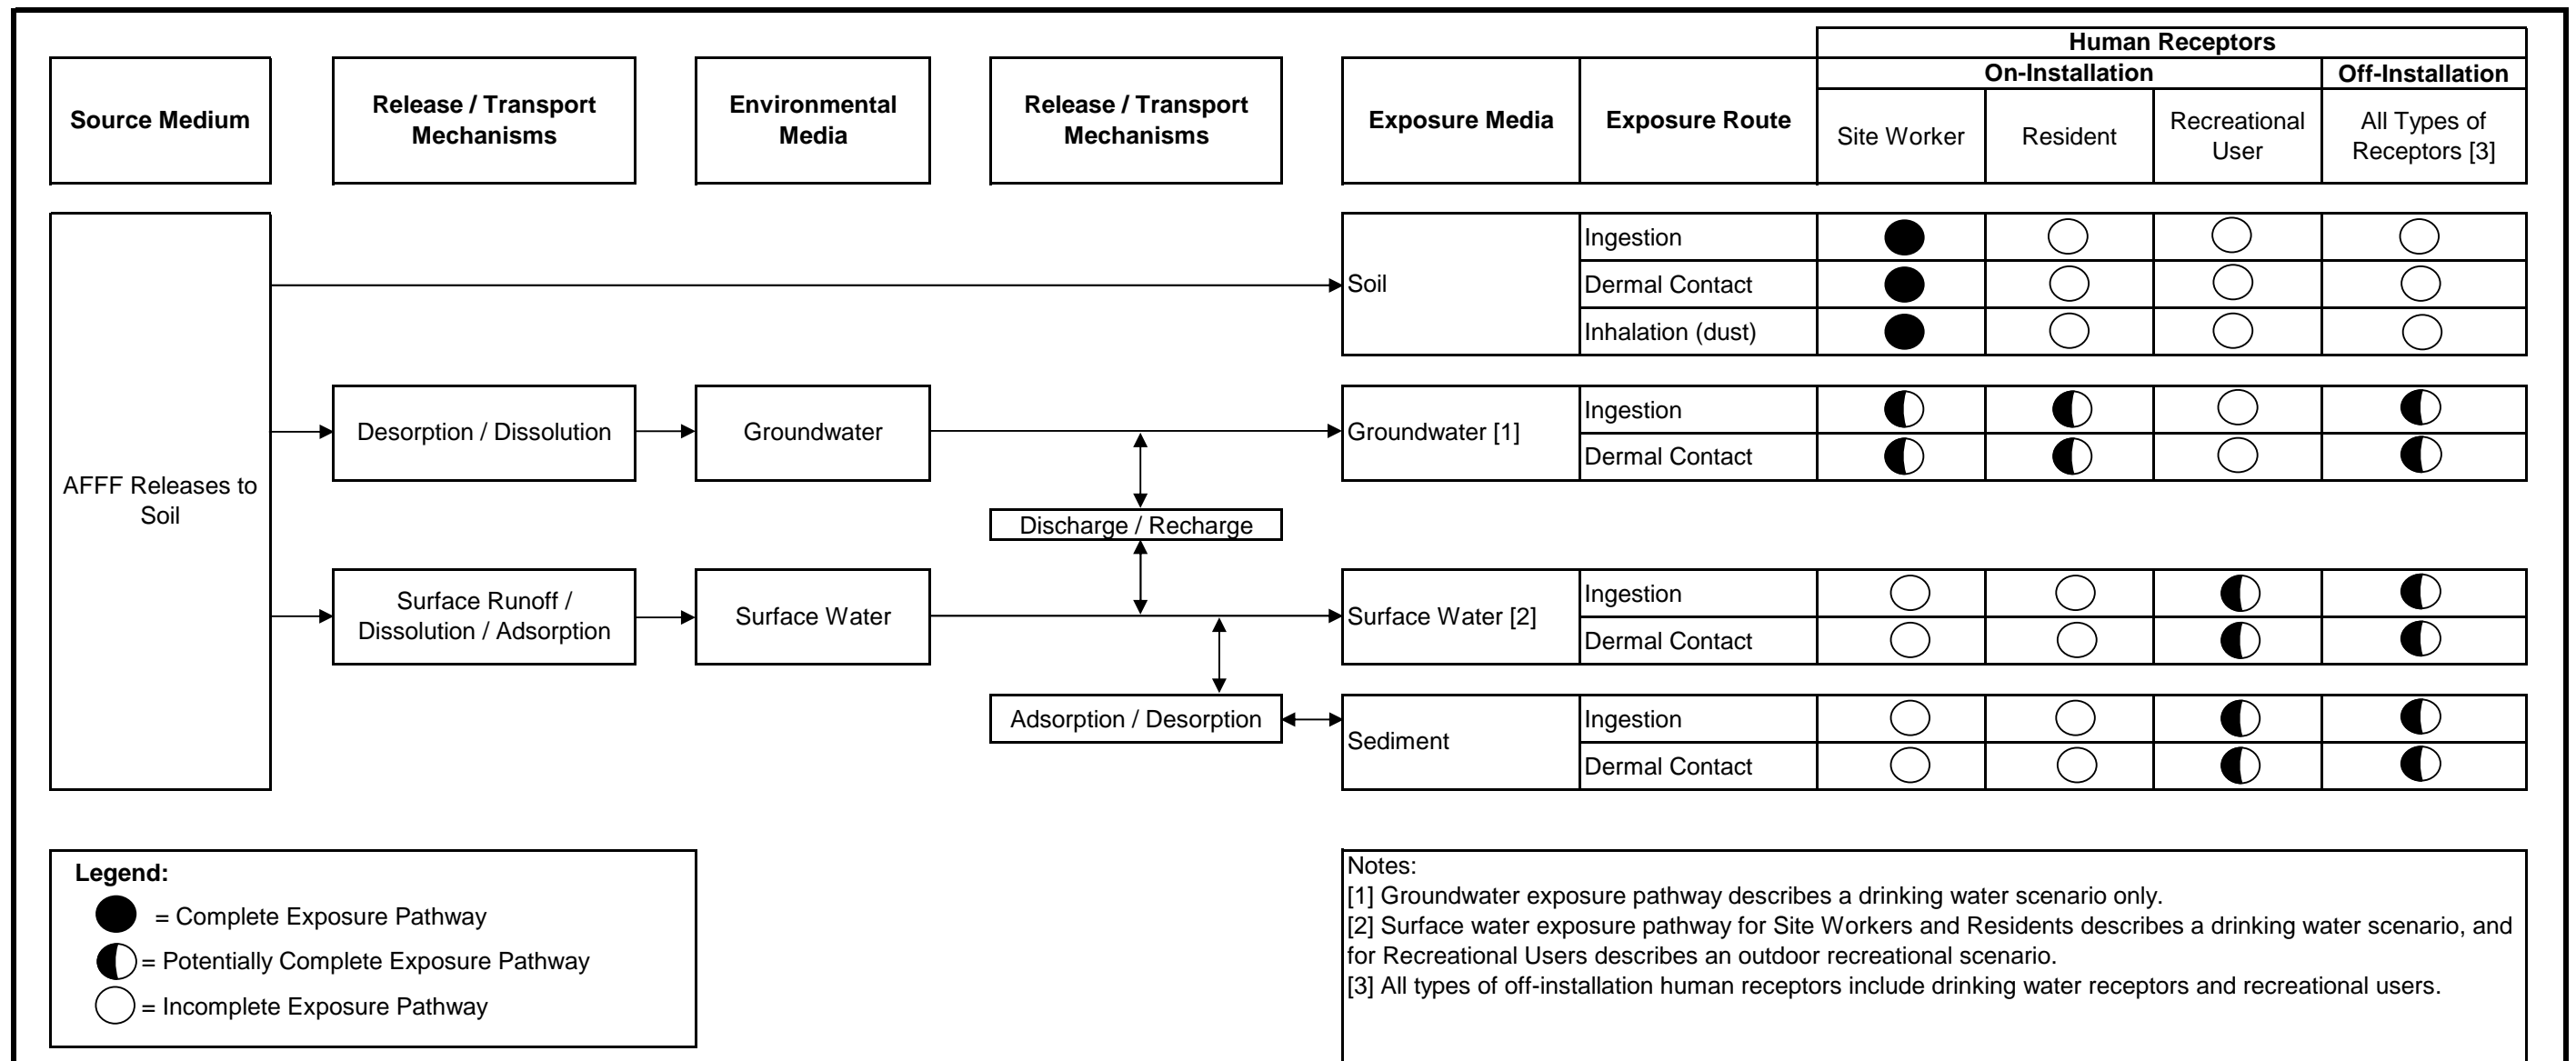 Human Receptors
On-Installation
Off-Installation
Source Medium
Release / Transport
Mechanisms
Environmental
Media
Release / Transport
Mechanisms
Exposure Media
Exposure Route
Site Worker
Resident
Recreational
User
All Types of
Receptors [3]
AFFF Releases to
Soil
Soil
Ingestion
Dermal Contact
Inhalation (dust)
Desorption / Dissolution
Groundwater
Groundwater [1]
Ingestion
Dermal Contact
Discharge / Recharge
Surface Runoff /
Dissolution / Adsorption
Surface Water
Surface Water [2]
Ingestion
Dermal Contact
Adsorption / Desorption
Sediment
Ingestion
Dermal Contact
Legend:
= Complete Exposure Pathway
= Potentially Complete Exposure Pathway
= Incomplete Exposure Pathway
Notes:
[1] Groundwater exposure pathway describes a drinking water scenario only.
[2] Surface water exposure pathway for Site Workers and Residents describes a drinking water scenario, and
for Recreational Users describes an outdoor recreational scenario.
[3] All types of off-installation human receptors include drinking water receptors and recreational users.